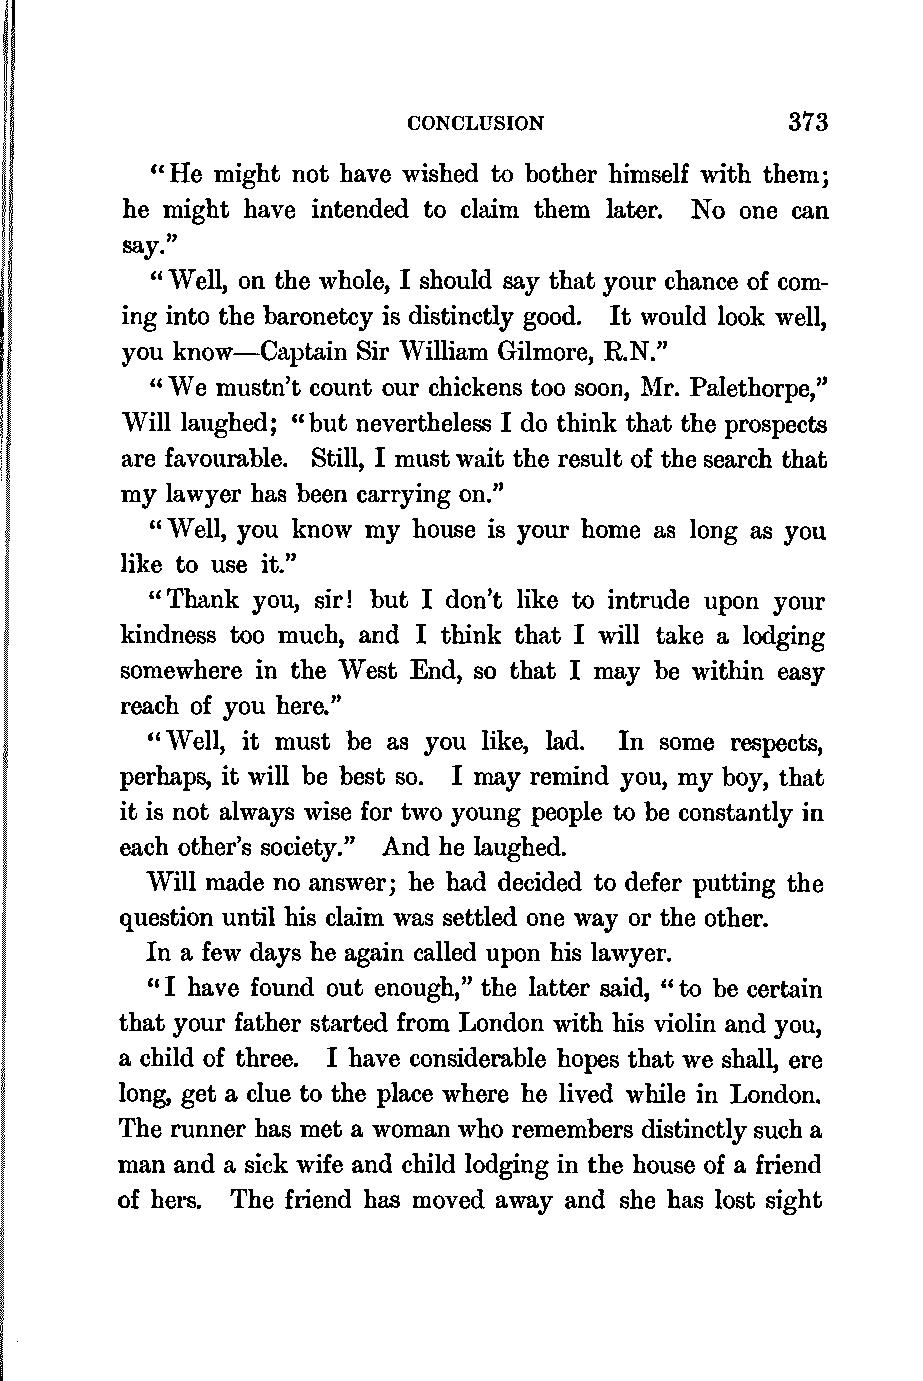 CONCLUSION 373
“He might not have wished to bother himself with them;
he might have intended to claim them later. No one can
say.”
“Well, on the whole, I should say that your chance of com-
ing into the baronetcy is distinctly good. It would look well,
you know—Captain Sir William Gilmore, R.N.”
“We mustn’t count our chickens too soon, Mr. Palethorpe,”
Will laughed; “but nevertheless I do think that the prospects
are favourable. Still, I must wait the result of the search that
my lawyer has been carrying on.”
“Well, you know my house is your home as long as you
like to use it.”
“Thank you, sir! but I don’t like to intrude upon your
kindness too much, and I think that I will take a lodging
somewhere in the West End, so that I may be within easy
reach of you here.”
“Well, it must be as you like, lad. In some respects,
perhaps, it will be best so. I may remind you, my boy, that
it is not always wise for two young people to be constantly in
each other’s society.” And he laughed.
Will made no answer; he had decided to defer putting the
question until his claim was settled one way or the other.
In a few days he again called upon his lawyer.
“I have found out enough,” the latter said, “to be certain
that your father started from London with his violin and you,
a child of three. I have considerable hopes that we shall, ere
long, get a clue to the place where he lived while in London.
The runner has met a woman who remembers distinctly such a
man and a sick wife and child lodging in the house of a friend
of hers. The friend has moved away and she has lost sight